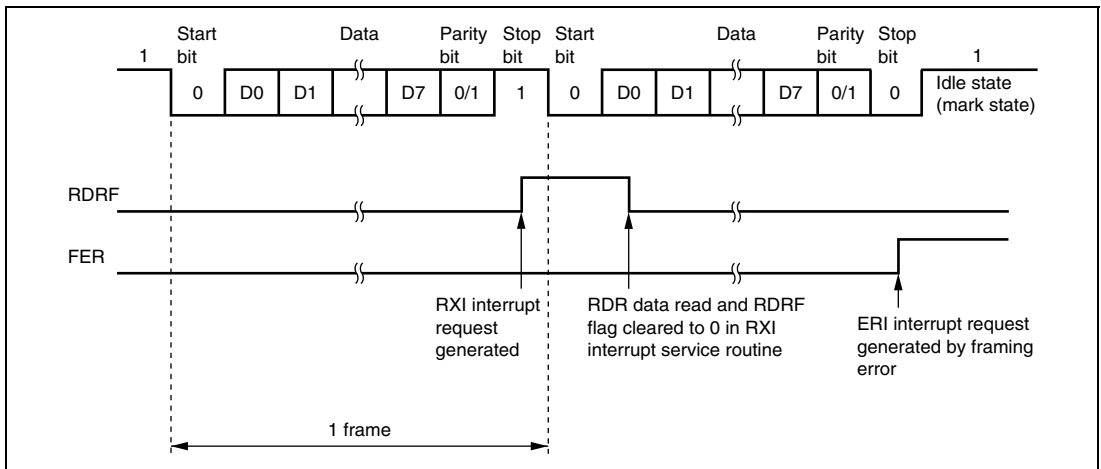 Start bit
Data
Parity bit
Stop bit
Start bit
Data
Parity bit
Stop bit
1
1
0
D0
D1
D7
0/1
1
0
D0
D1
D7
0/1
0
Idle state
(mark state)
RDRF
FER
RXI interrupt
request
generated
RDR data read and RDRF
flag cleared to 0 in RXI
interrupt service routine
ERI interrupt request
generated by framing
error
1 frame